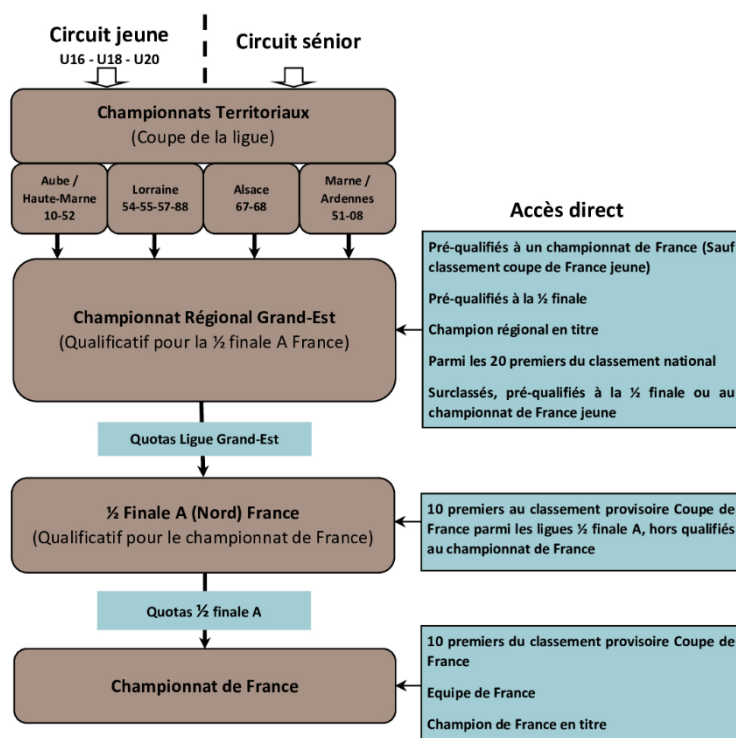 Circuit jeune
U16 - U18 - U20
Circuit sénior
Championnats Territoriaux
(Coupe de la ligue)
Aube /
Haute-Marne
10-52
Lorraine
54-55-57-88
Alsace
67-68
Marne /
Ardennes
51-08
Accès direct
Championnat Régional Grand-Est
(Qualificatif pour la ½ finale A France)
Pré-qualifiés à un championnat de France (Sauf
classement coupe de France jeune)
Pré-qualifiés à la ½ finale
Champion régional en titre
Parmi les 20 premiers du classement national
Surclassés, pré-qualifiés à la ½ finale ou au
championnat de France jeune
Quotas Ligue Grand-Est
½ Finale A (Nord) France
(Qualificatif pour le championnat de France)
10 premiers au classement provisoire Coupe de
France parmi les ligues ½ finale A, hors qualifiés
au championnat de France
Quotas ½ finale A
Championnat de France
10 premiers du classement provisoire Coupe de
France
Equipe de France
Champion de France en titre